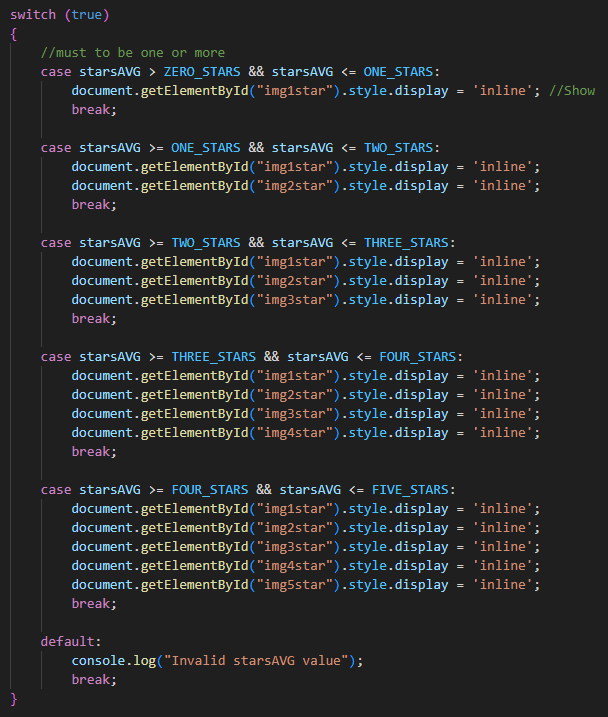 switch (true)
{
    //must to be one or more
    case starsAVG > ZERO_STARS && starsAVG <= ONE_STARS:
        document.getElementById("img1star").style.display = 'inline'; //Show
        break;

    case starsAVG >= ONE_STARS && starsAVG <= TWO_STARS:
        document.getElementById("img1star").style.display = 'inline';
        document.getElementById("img2star").style.display = 'inline';
        break;

    case starsAVG >= TWO_STARS && starsAVG <= THREE_STARS:
        document.getElementById("img1star").style.display = 'inline';
        document.getElementById("img2star").style.display = 'inline';
        document.getElementById("img3star").style.display = 'inline';
        break;

    case starsAVG >= THREE_STARS && starsAVG <= FOUR_STARS:
        document.getElementById("img1star").style.display = 'inline';
        document.getElementById("img2star").style.display = 'inline';
        document.getElementById("img3star").style.display = 'inline';
        document.getElementById("img4star").style.display = 'inline';
        break;

    case starsAVG >= FOUR_STARS && starsAVG <= FIVE_STARS:
        document.getElementById("img1star").style.display = 'inline';
        document.getElementById("img2star").style.display = 'inline';
        document.getElementById("img3star").style.display = 'inline';
        document.getElementById("img4star").style.display = 'inline';
        document.getElementById("img5star").style.display = 'inline';
        break;

    default:
        console.log("Invalid starsAVG value");
        break;
}